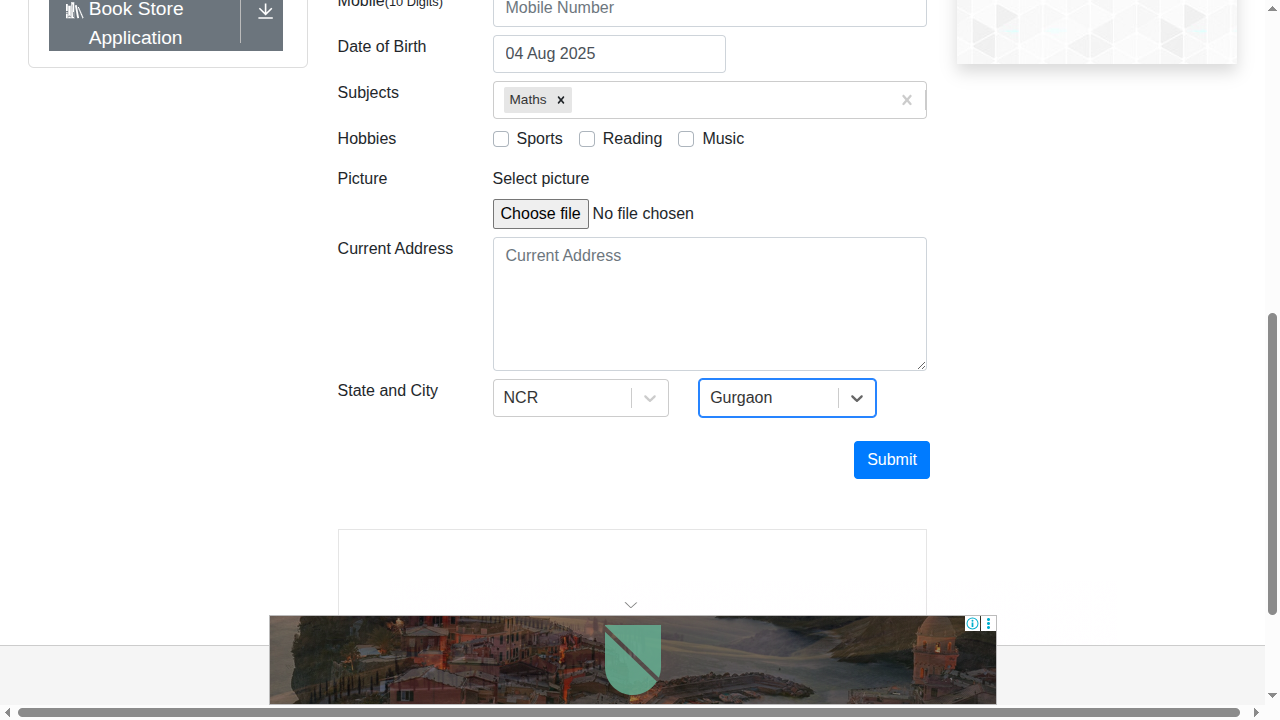 Mobile(10 Digits)
Mobile Number
Book Store
Application
Date of Birth
04 Aug 2025
Subjects
Maths
Hobbies
Sports
Reading
Music
Picture
Select picture
Choose file No file chosen
Current Address
Current Address
State and City
NCR
Gurgaon
Submit